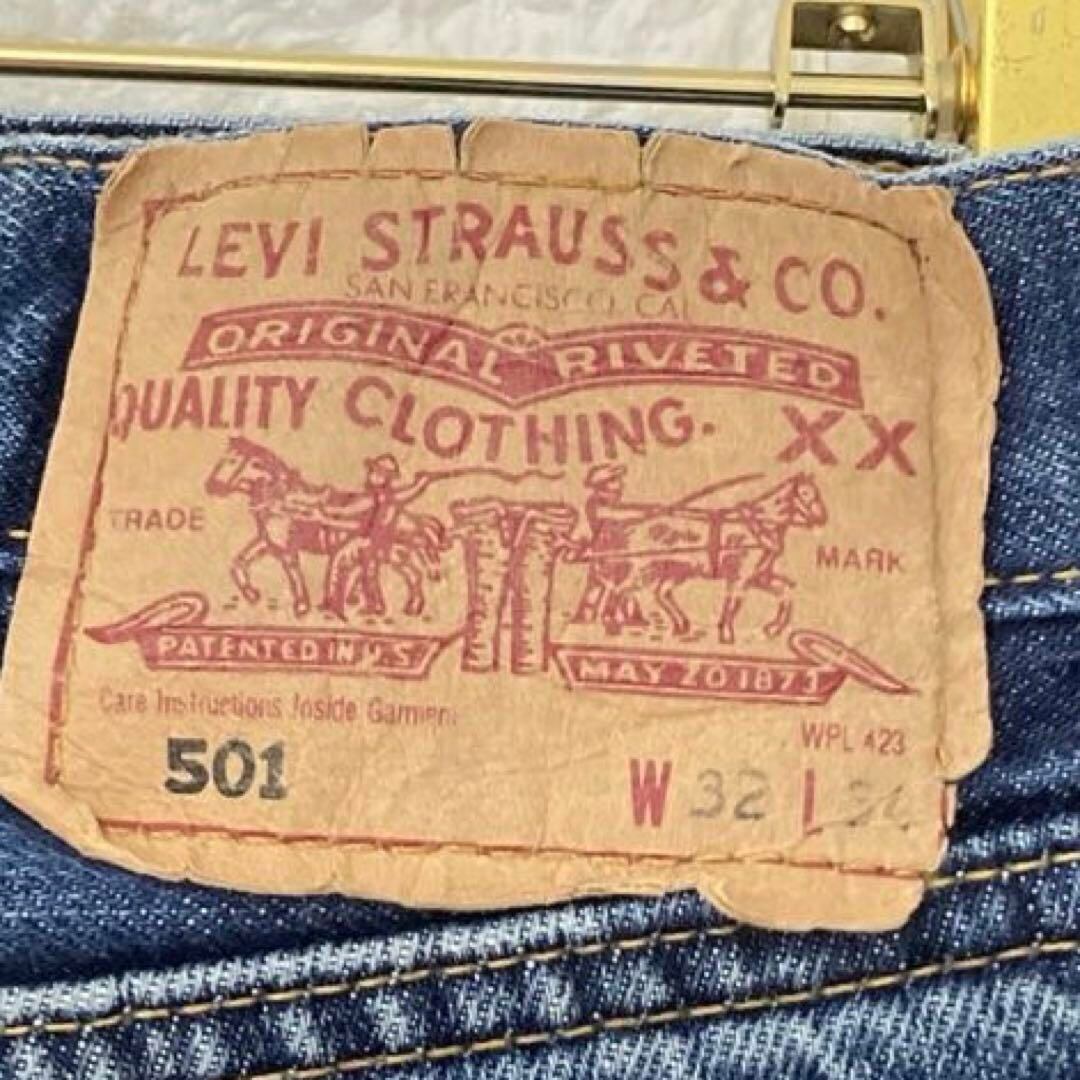 LEVI STRAUSS & CO.
SAN FRANCISCO, CAL
ORIGINAL RIVETED
QUALITY CLOTHING. XX
TRADE MARK
PATENTED IN U.S
MAY 20 1873
Care Instructions Inside Garment
WPL 423
501 W 32 L